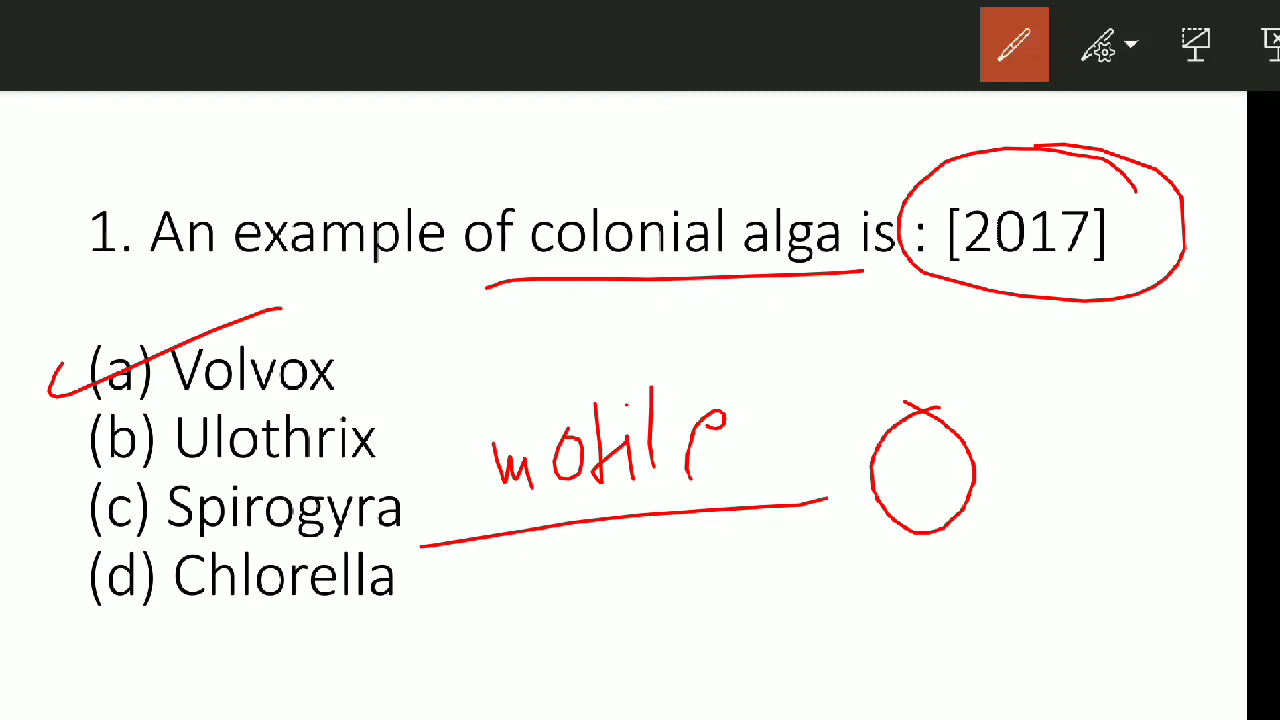 1. An example of colonial alga is : [2017]
(a) Volvox
(b) Ulothrix
motile
(c) Spirogyra
(d) Chlorella